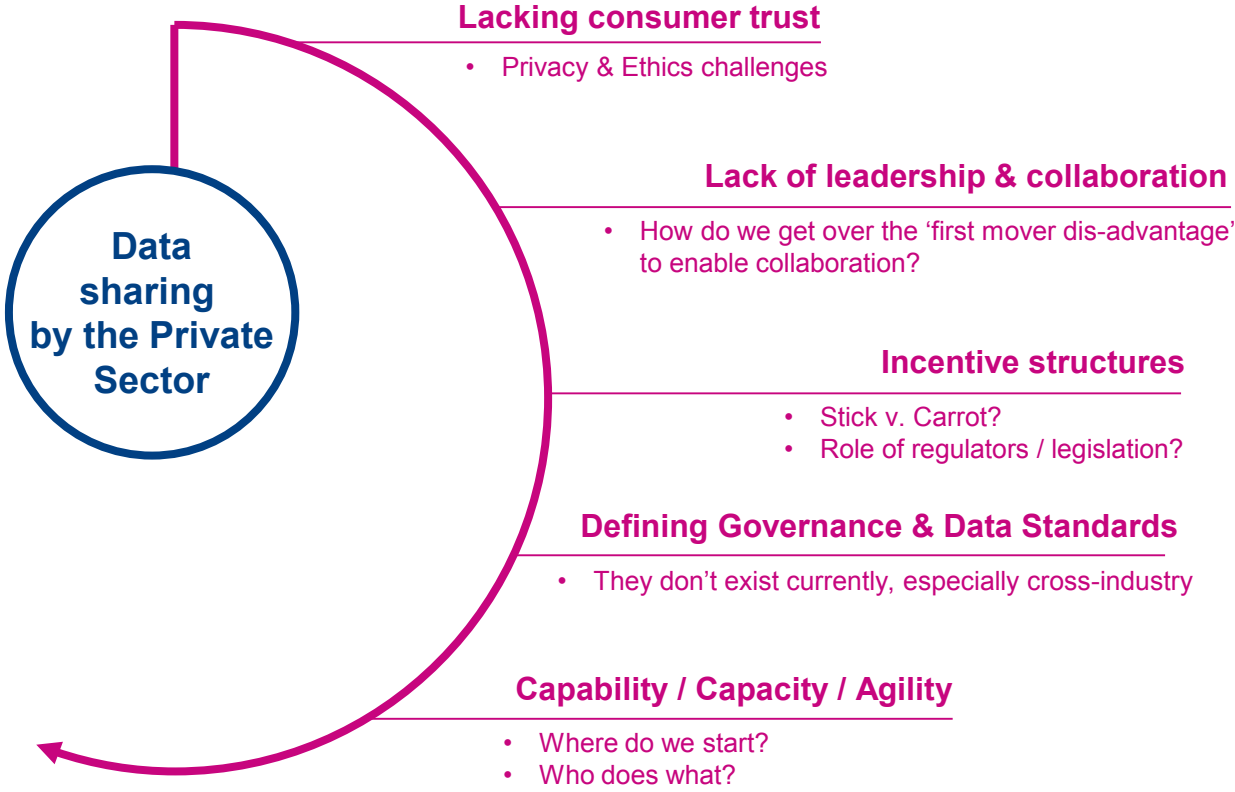 Lacking consumer trust
• Privacy & Ethics challenges
Lack of leadership & collaboration
• How do we get over the ‘first mover dis-advantage’
to enable collaboration?
Data
sharing
by the Private
Sector
Incentive structures
• Stick v. Carrot?
• Role of regulators / legislation?
Defining Governance & Data Standards
• They don’t exist currently, especially cross-industry
Capability / Capacity / Agility
• Where do we start?
• Who does what?